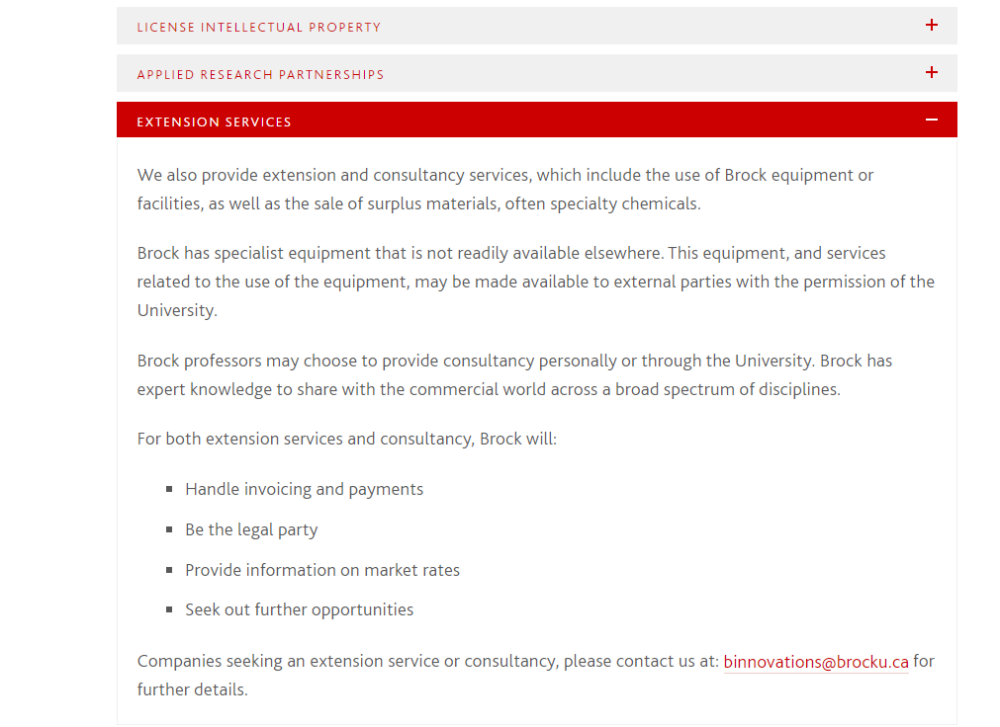 LICENSE INTELLECTUAL PROPERTY
APPLIED RESEARCH PARTNERSHIPS
EXTENSION SERVICES
We also provide extension and consultancy services, which include the use of Brock equipment or
facilities, as well as the sale of surplus materials, often specialty chemicals.
Brock has specialist equipment that is not readily available elsewhere. This equipment, and services
related to the use of the equipment, may be made available to external parties with the permission of the
University.
Brock professors may choose to provide consultancy personally or through the University. Brock has
expert knowledge to share with the commercial world across a broad spectrum of disciplines.
For both extension services and consultancy, Brock will:
Handle invoicing and payments
Be the legal party
Provide information on market rates
Seek out further opportunities
Companies seeking an extension service or consultancy, please contact us at: binnovations@brocku.ca for
further details.